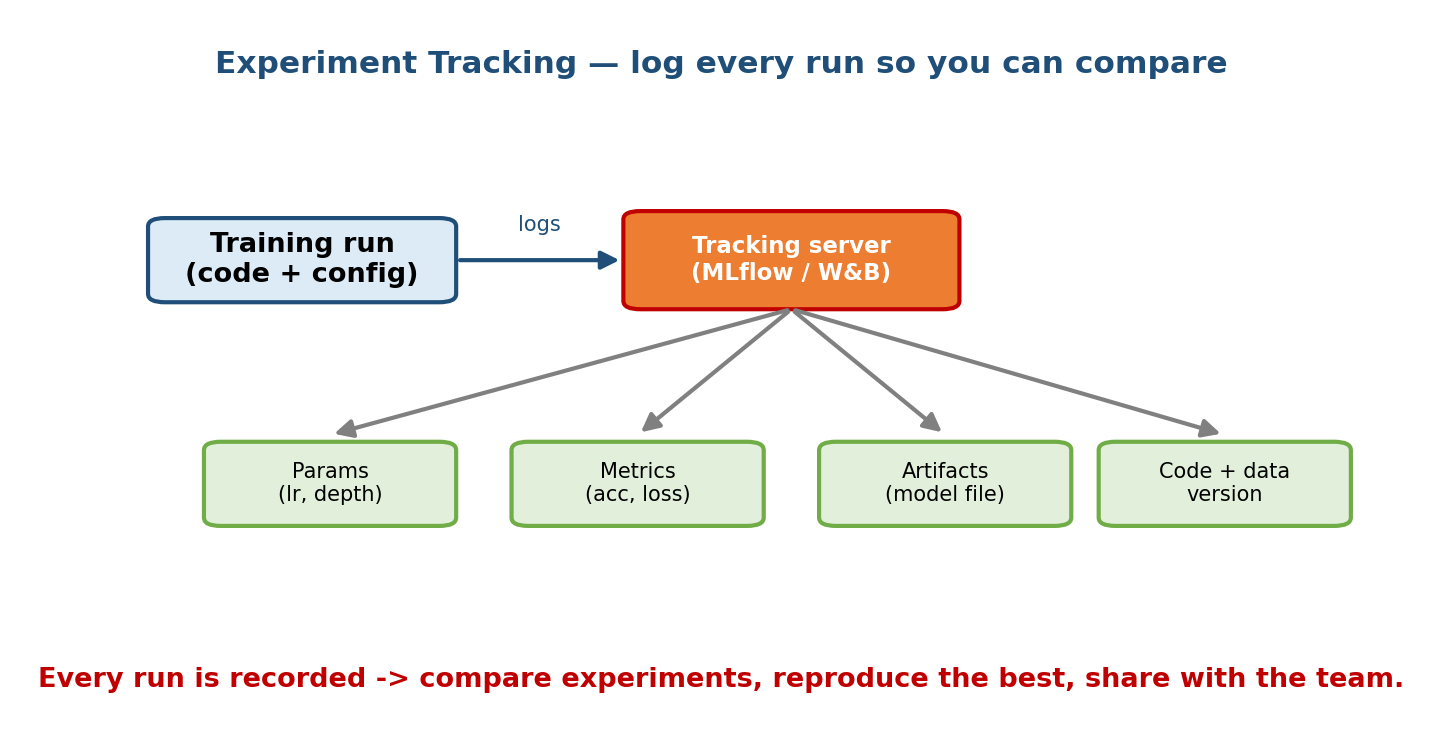 Experiment Tracking — log every run so you can compare
Training run
(code + config)
logs
Tracking server
(MLflow / W&B)
Params
(lr, depth)
Metrics
(acc, loss)
Artifacts
(model file)
Code + data
version
Every run is recorded -> compare experiments, reproduce the best, share with the team.